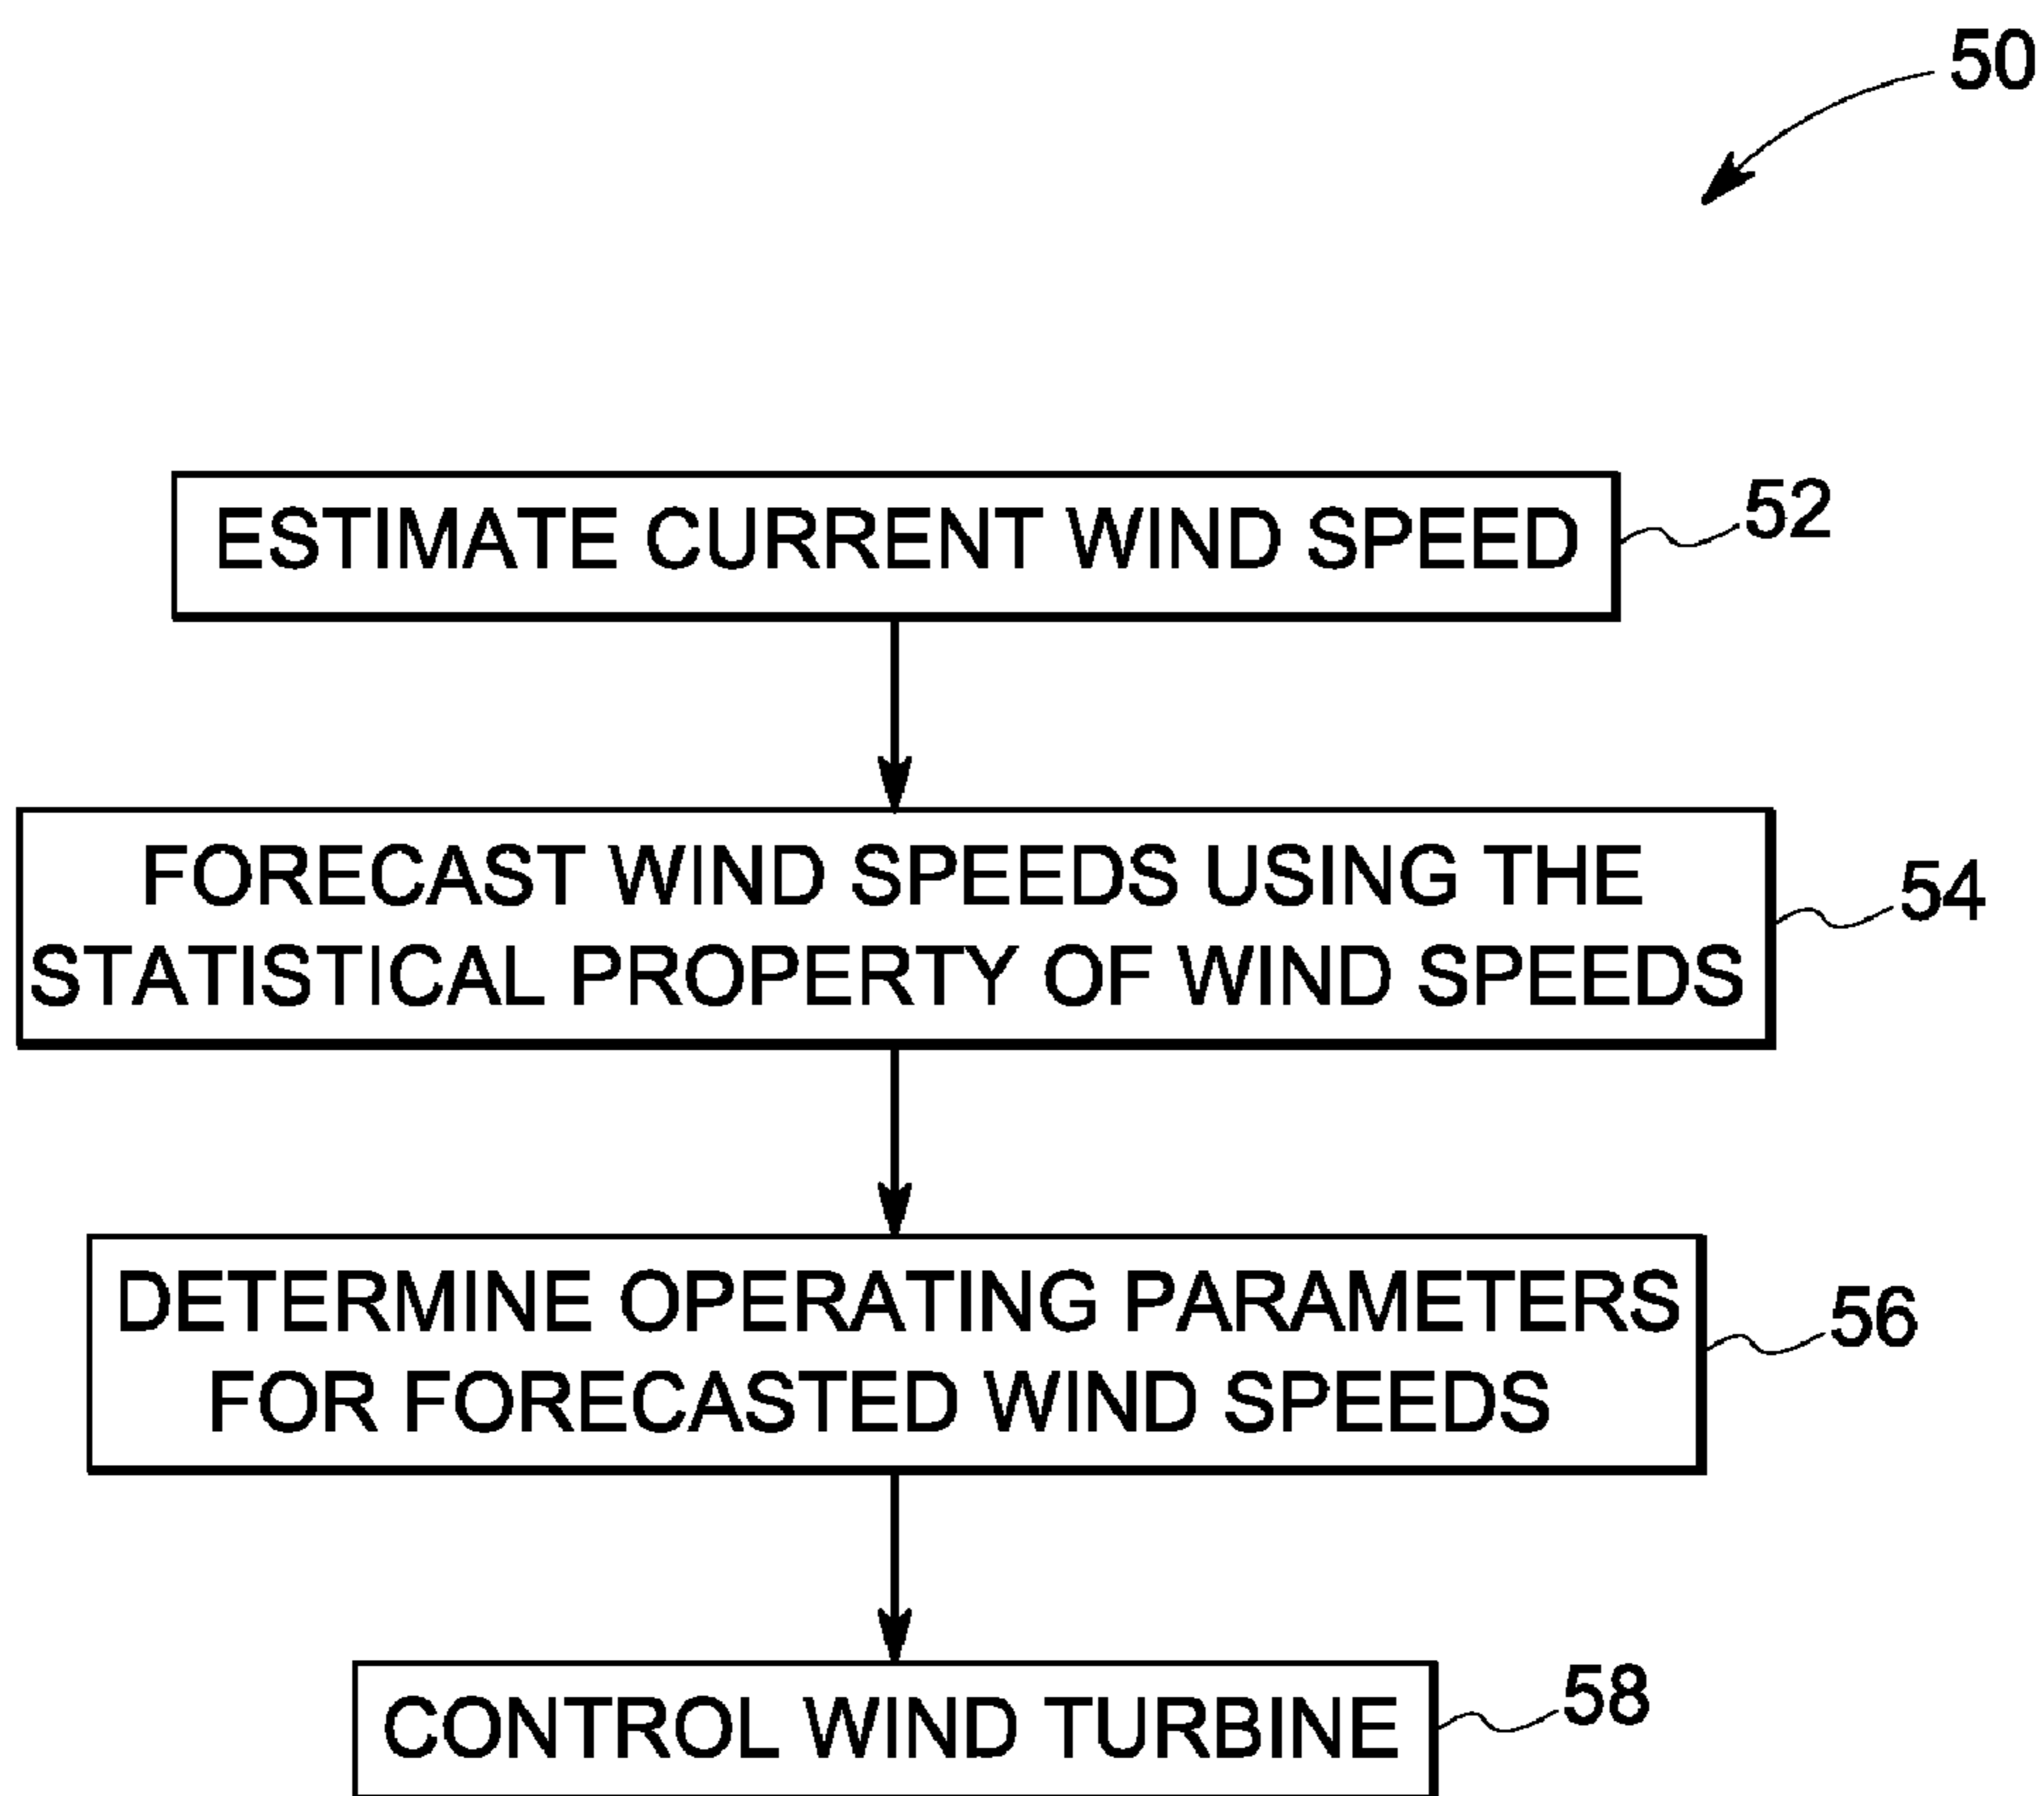 50
ESTIMATE CURRENT WIND SPEED
52
FORECAST WIND SPEEDS USING THE
STATISTICAL PROPERTY OF WIND SPEEDS
54
DETERMINE OPERATING PARAMETERS
FOR FORECASTED WIND SPEEDS
56
CONTROL WIND TURBINE
58